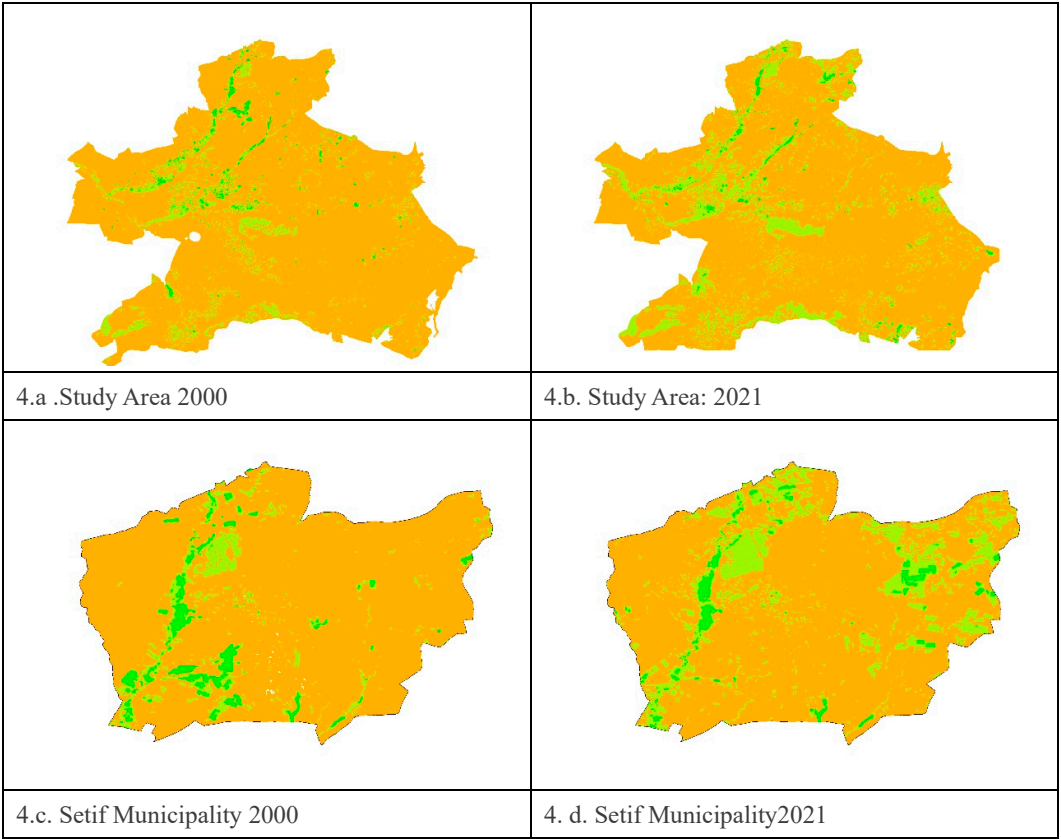 4.a .Study Area 2000
4.b. Study Area: 2021
4.c. Setif Municipality 2000
4. d. Setif Municipality2021